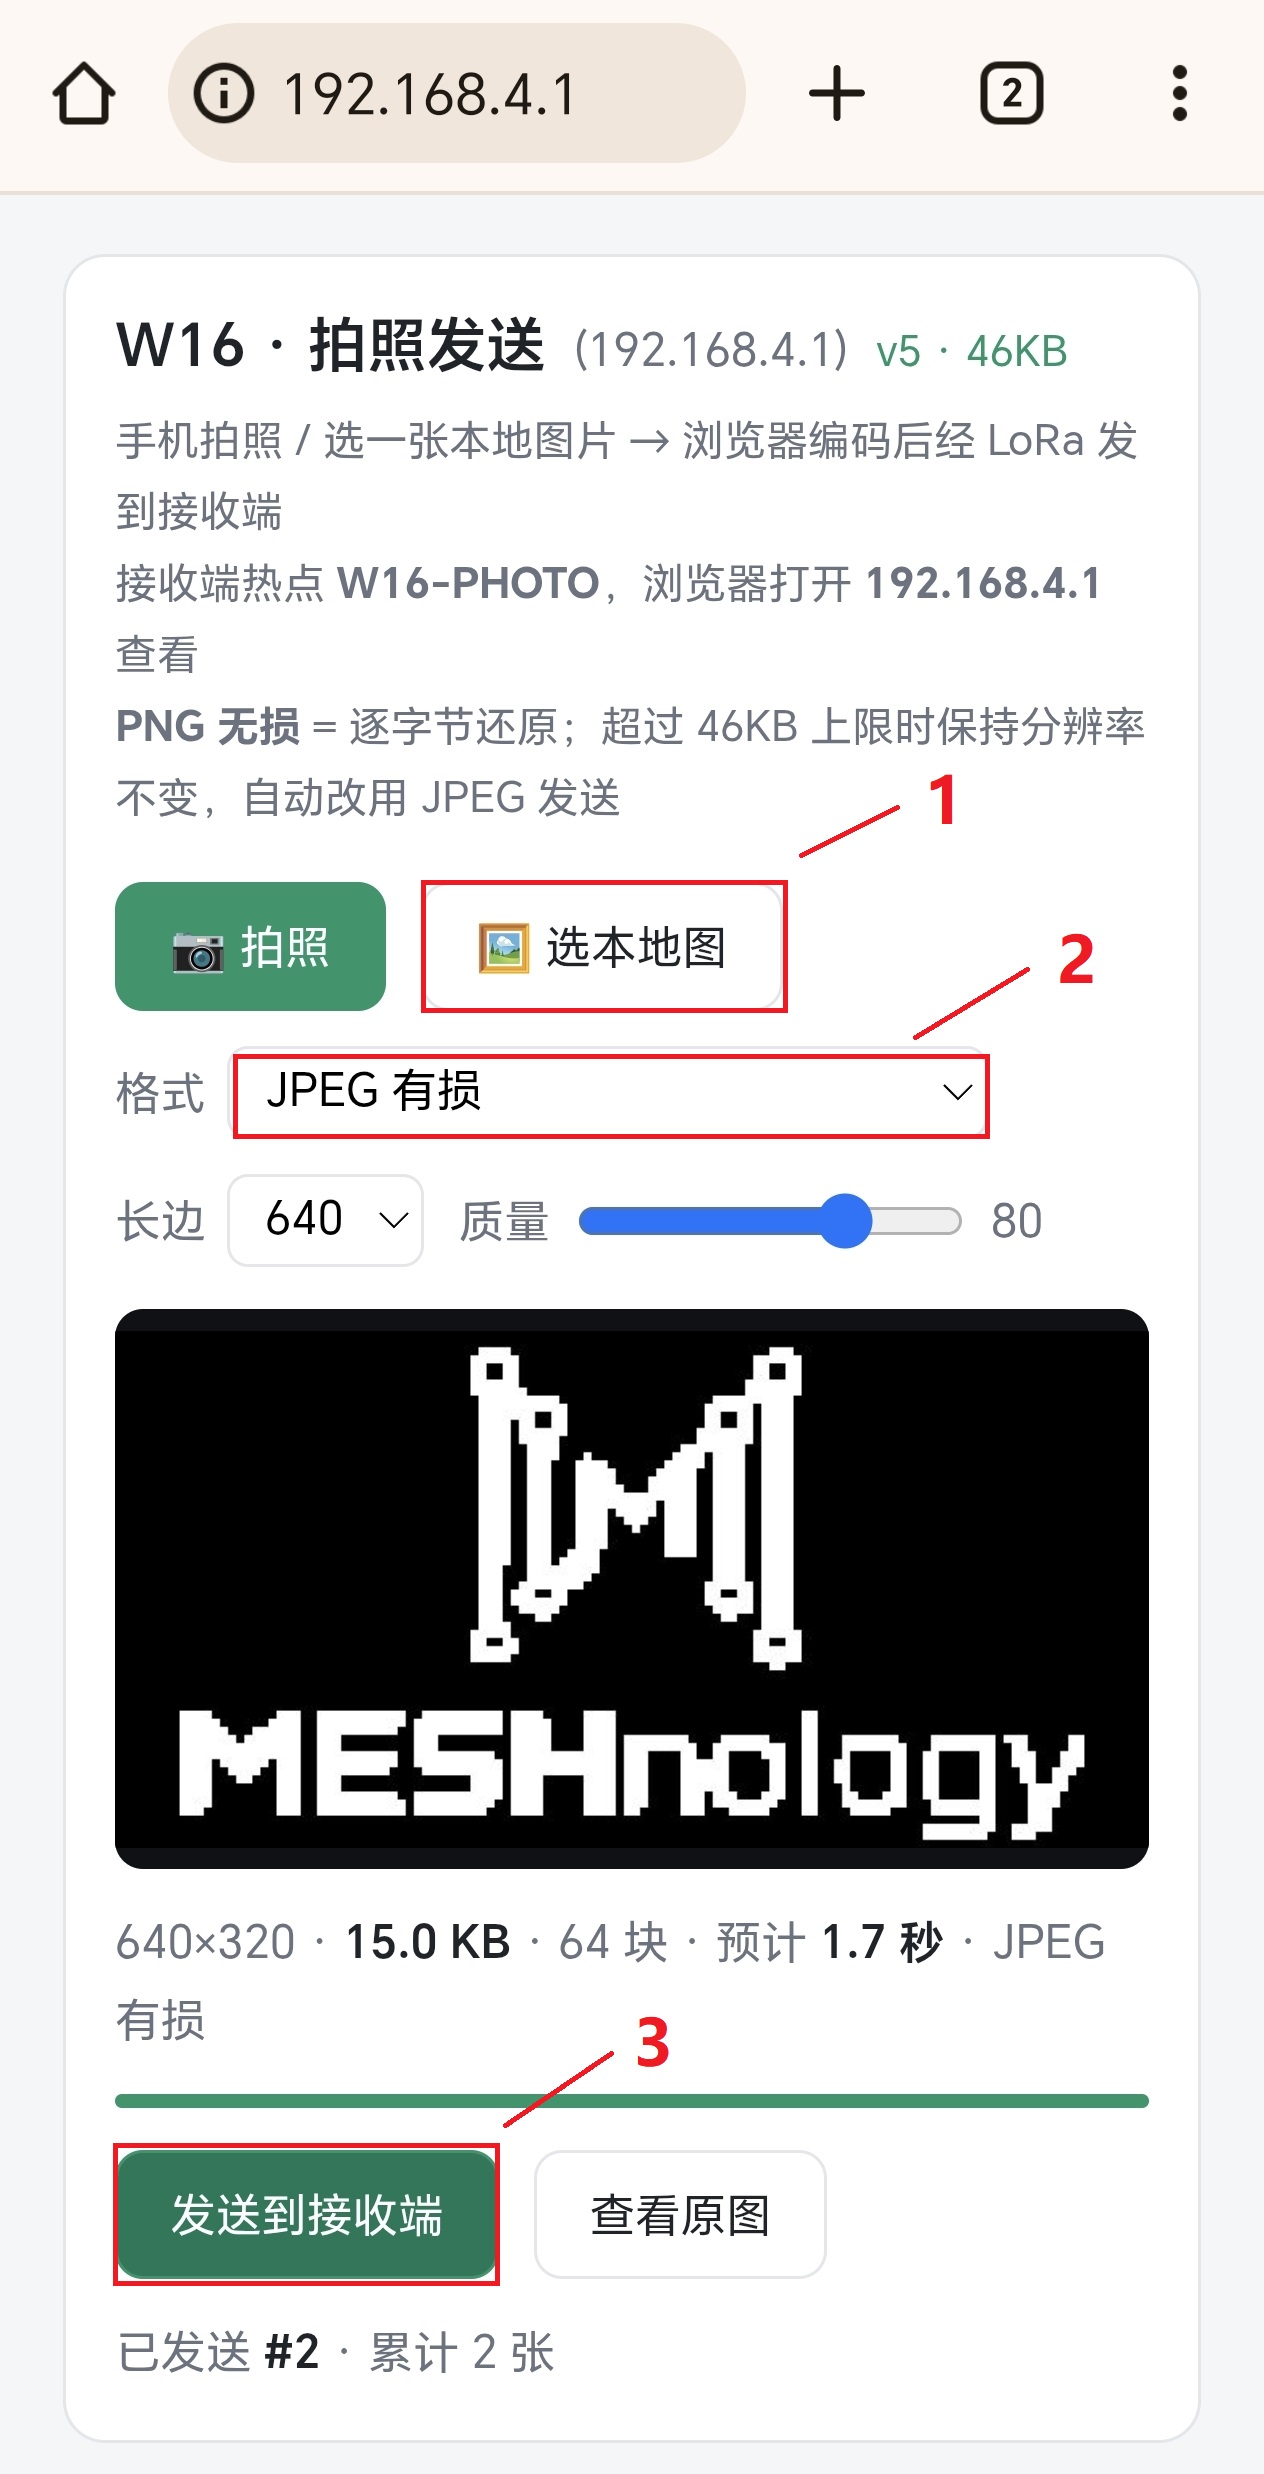 192.168.4.1
2
W16 · 拍照发送 (192.168.4.1) v5 · 46KB
手机拍照 / 选一张本地图片 → 浏览器编码后经 LoRa 发
到接收端
接收端热点 W16-PHOTO，浏览器打开 192.168.4.1
查看
PNG 无损 = 逐字节还原；超过 46KB 上限时保持分辨率
不变，自动改用 JPEG 发送
1
拍照
选本地图
2
格式 JPEG 有损
长边 640 质量 80
MESHnology
640×320 · 15.0 KB · 64 块 · 预计 1.7 秒 · JPEG
有损
3
发送到接收端
查看原图
已发送 #2 · 累计 2 张